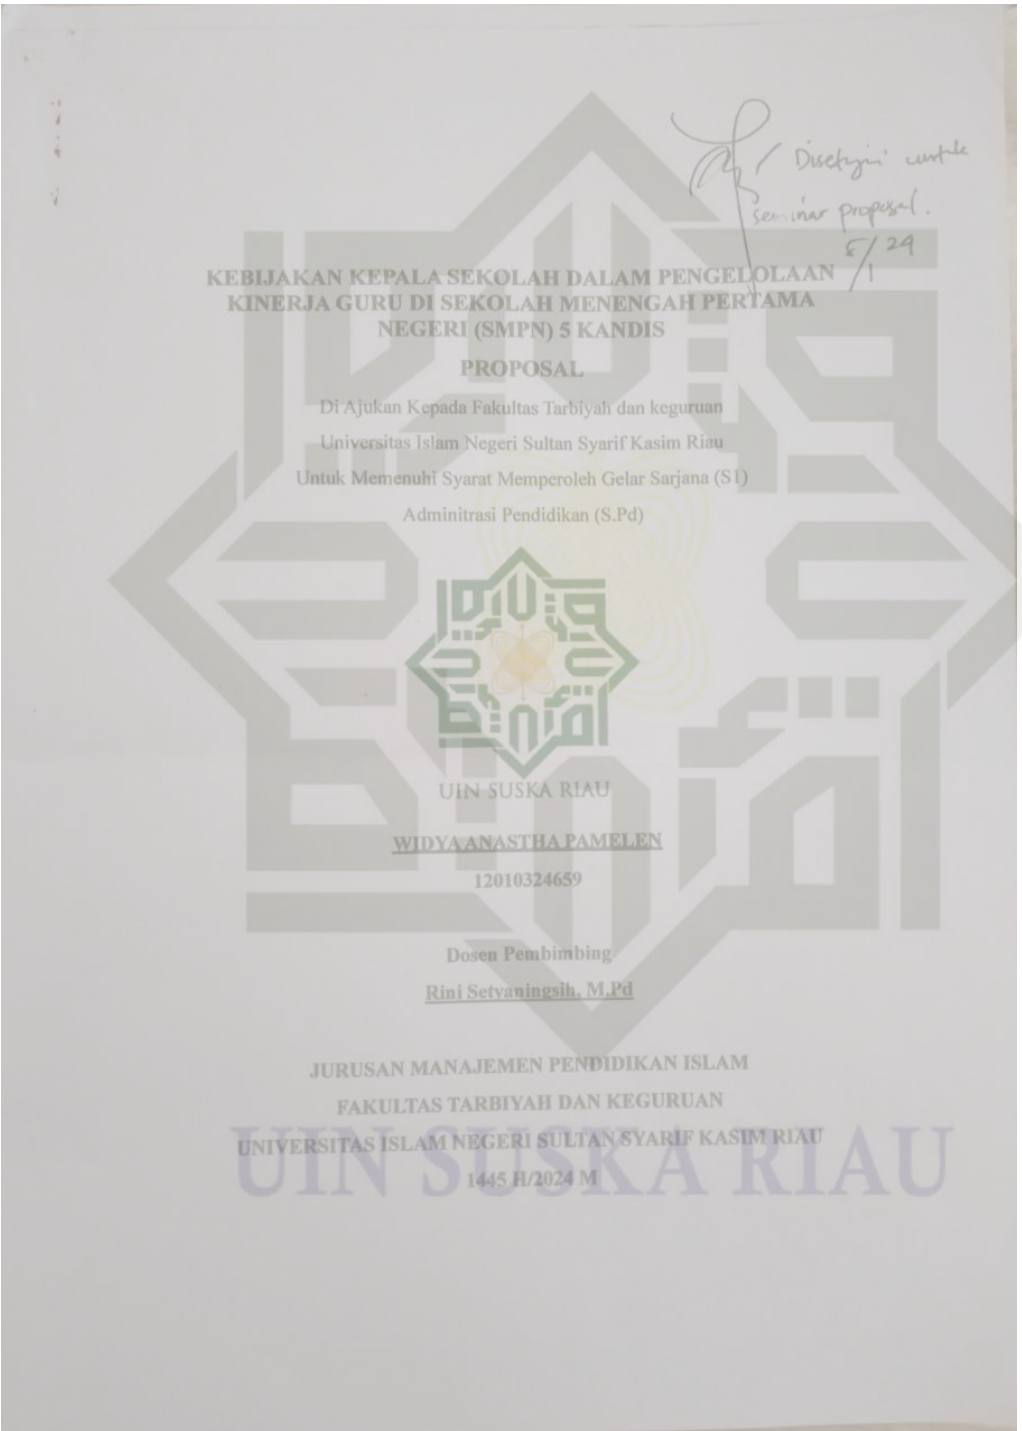 Disetujui untuk
seminar proposal.
8/1 24
KEBIJAKAN KEPALA SEKOLAH DALAM PENGELOLAAN
KINERJA GURU DI SEKOLAH MENENGAH PERTAMA
NEGERI (SMPN) 5 KANDIS
PROPOSAL
Di Ajukan Kepada Fakultas Tarbiyah dan keguruan
Universitas Islam Negeri Sultan Syarif Kasim Riau
Untuk Memenuhi Syarat Memperoleh Gelar Sarjana (S1)
Adminitrasi Pendidikan (S.Pd)
UIN SUSKA RIAU
WIDYA ANASTHA PAMELEN
12010324659
Dosen Pembimbing
Rini Setyaningsih, M.Pd
JURUSAN MANAJEMEN PENDIDIKAN ISLAM
FAKULTAS TARBIYAH DAN KEGURUAN
UNIVERSITAS ISLAM NEGERI SULTAN SYARIF KASIM RIAU
UIN SUSKA RIAU
1445 H/2024 M